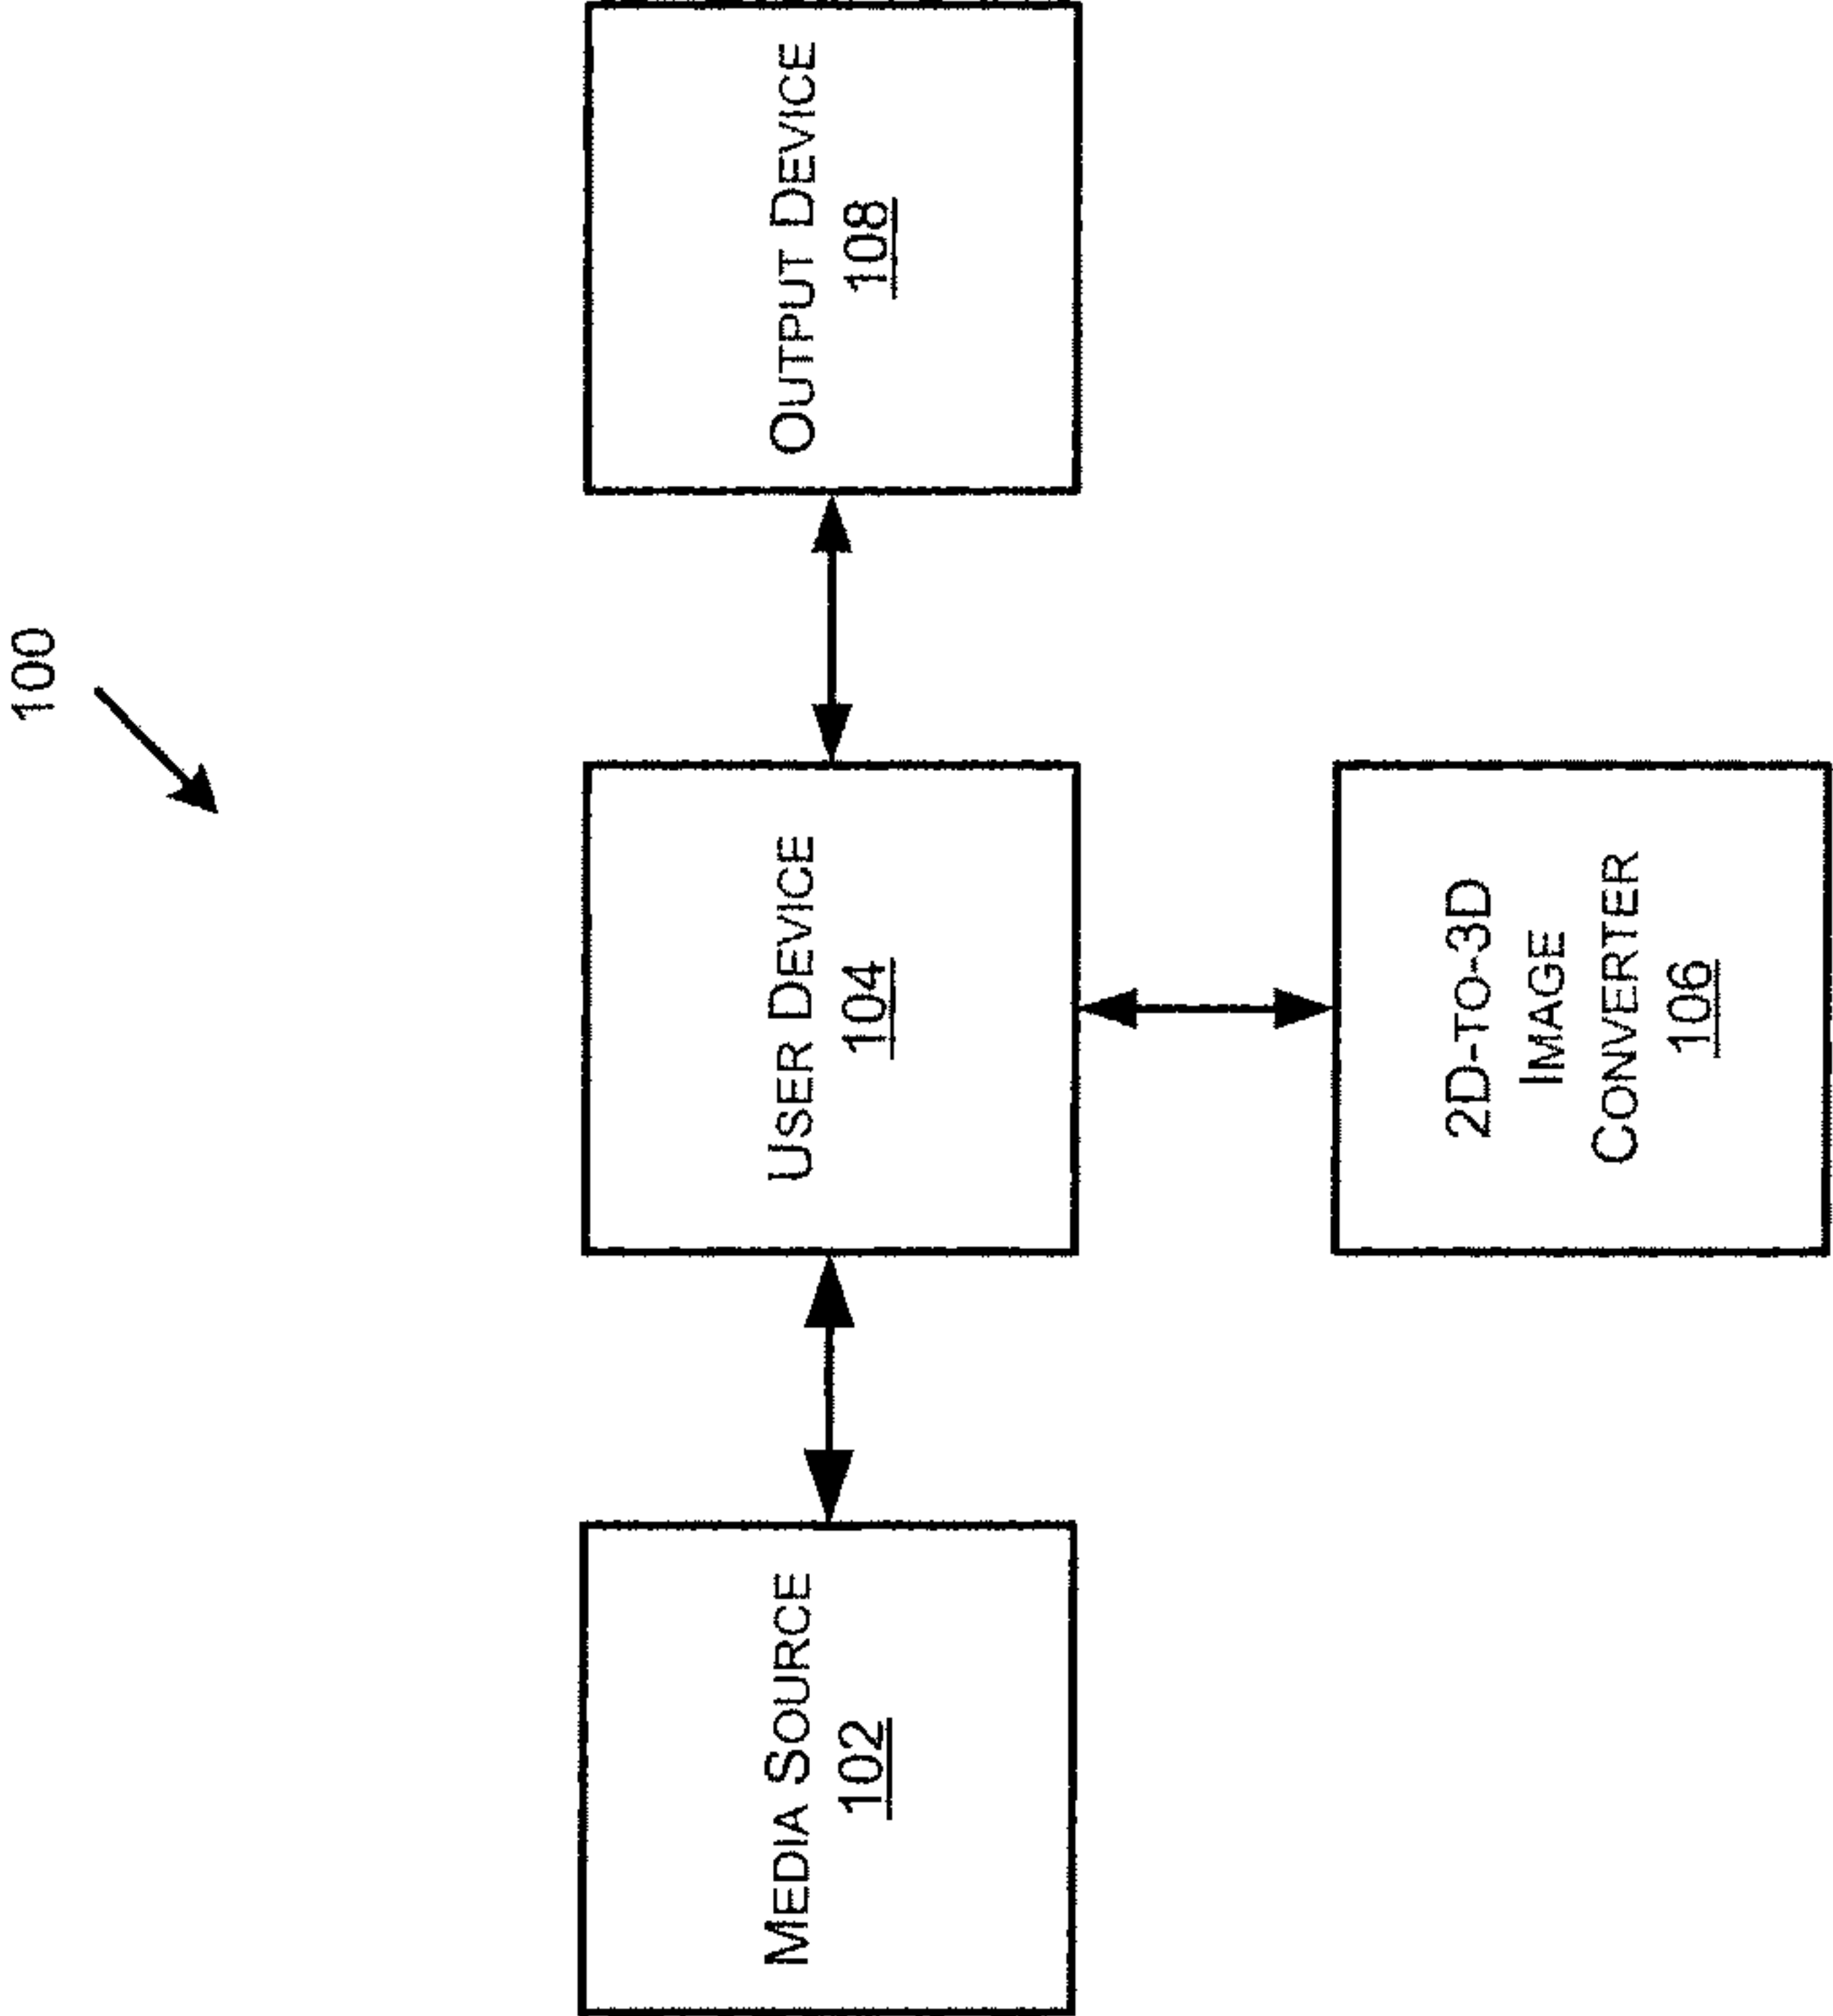 100
MEDIA SOURCE
102
USER DEVICE
104
OUTPUT DEVICE
108
2D-TO-3D
IMAGE
CONVERTER
106